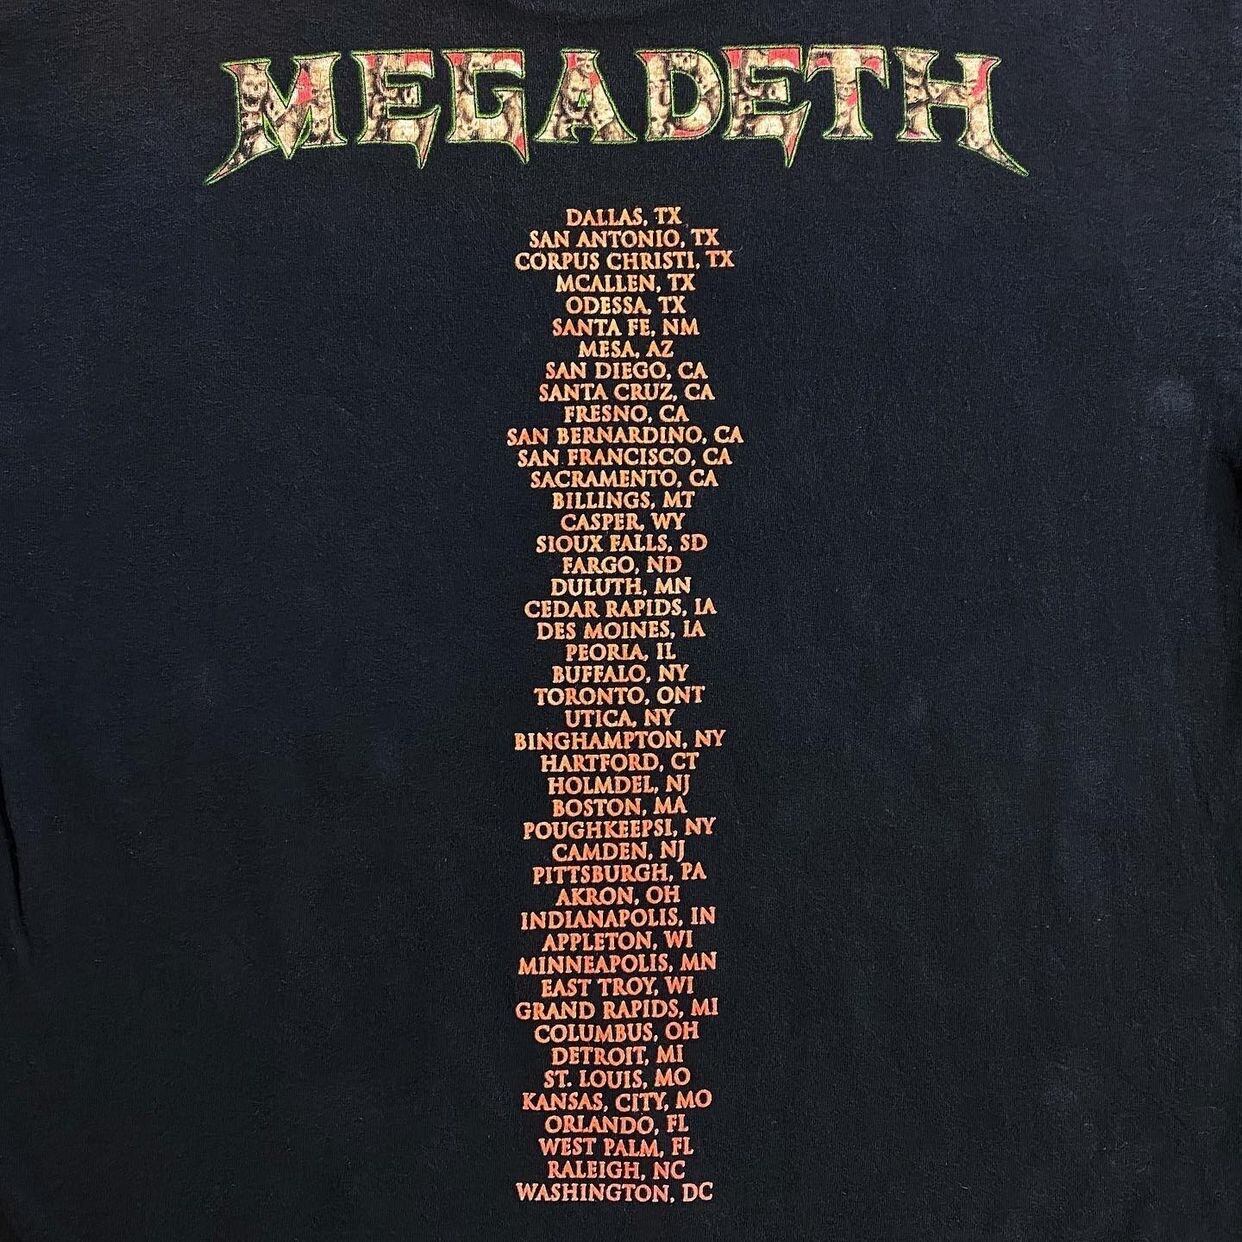 MEGADETH
DALLAS, TX
SAN ANTONIO, TX
CORPUS CHRISTI, TX
MCALLEN, TX
ODESSA, TX
SANTA FE, NM
MESA, AZ
SAN DIEGO, CA
SANTA CRUZ, CA
FRESNO, CA
SAN BERNARDINO, CA
SAN FRANCISCO, CA
SACRAMENTO, CA
BILLINGS, MT
CASPER, WY
SIOUX FALLS, SD
FARGO, ND
DULUTH, MN
CEDAR RAPIDS, IA
DES MOINES, IA
PEORIA, IL
BUFFALO, NY
TORONTO, ONT
UTICA, NY
BINGHAMPTON, NY
HARTFORD, CT
HOLMDEL, NJ
BOSTON, MA
POUGHKEEPSI, NY
CAMDEN, NJ
PITTSBURGH, PA
AKRON, OH
INDIANAPOLIS, IN
APPLETON, WI
MINNEAPOLIS, MN
EAST TROY, WI
GRAND RAPIDS, MI
COLUMBUS, OH
DETROIT, MI
ST. LOUIS, MO
KANSAS, CITY, MO
ORLANDO, FL
WEST PALM, FL
RALEIGH, NC
WASHINGTON, DC